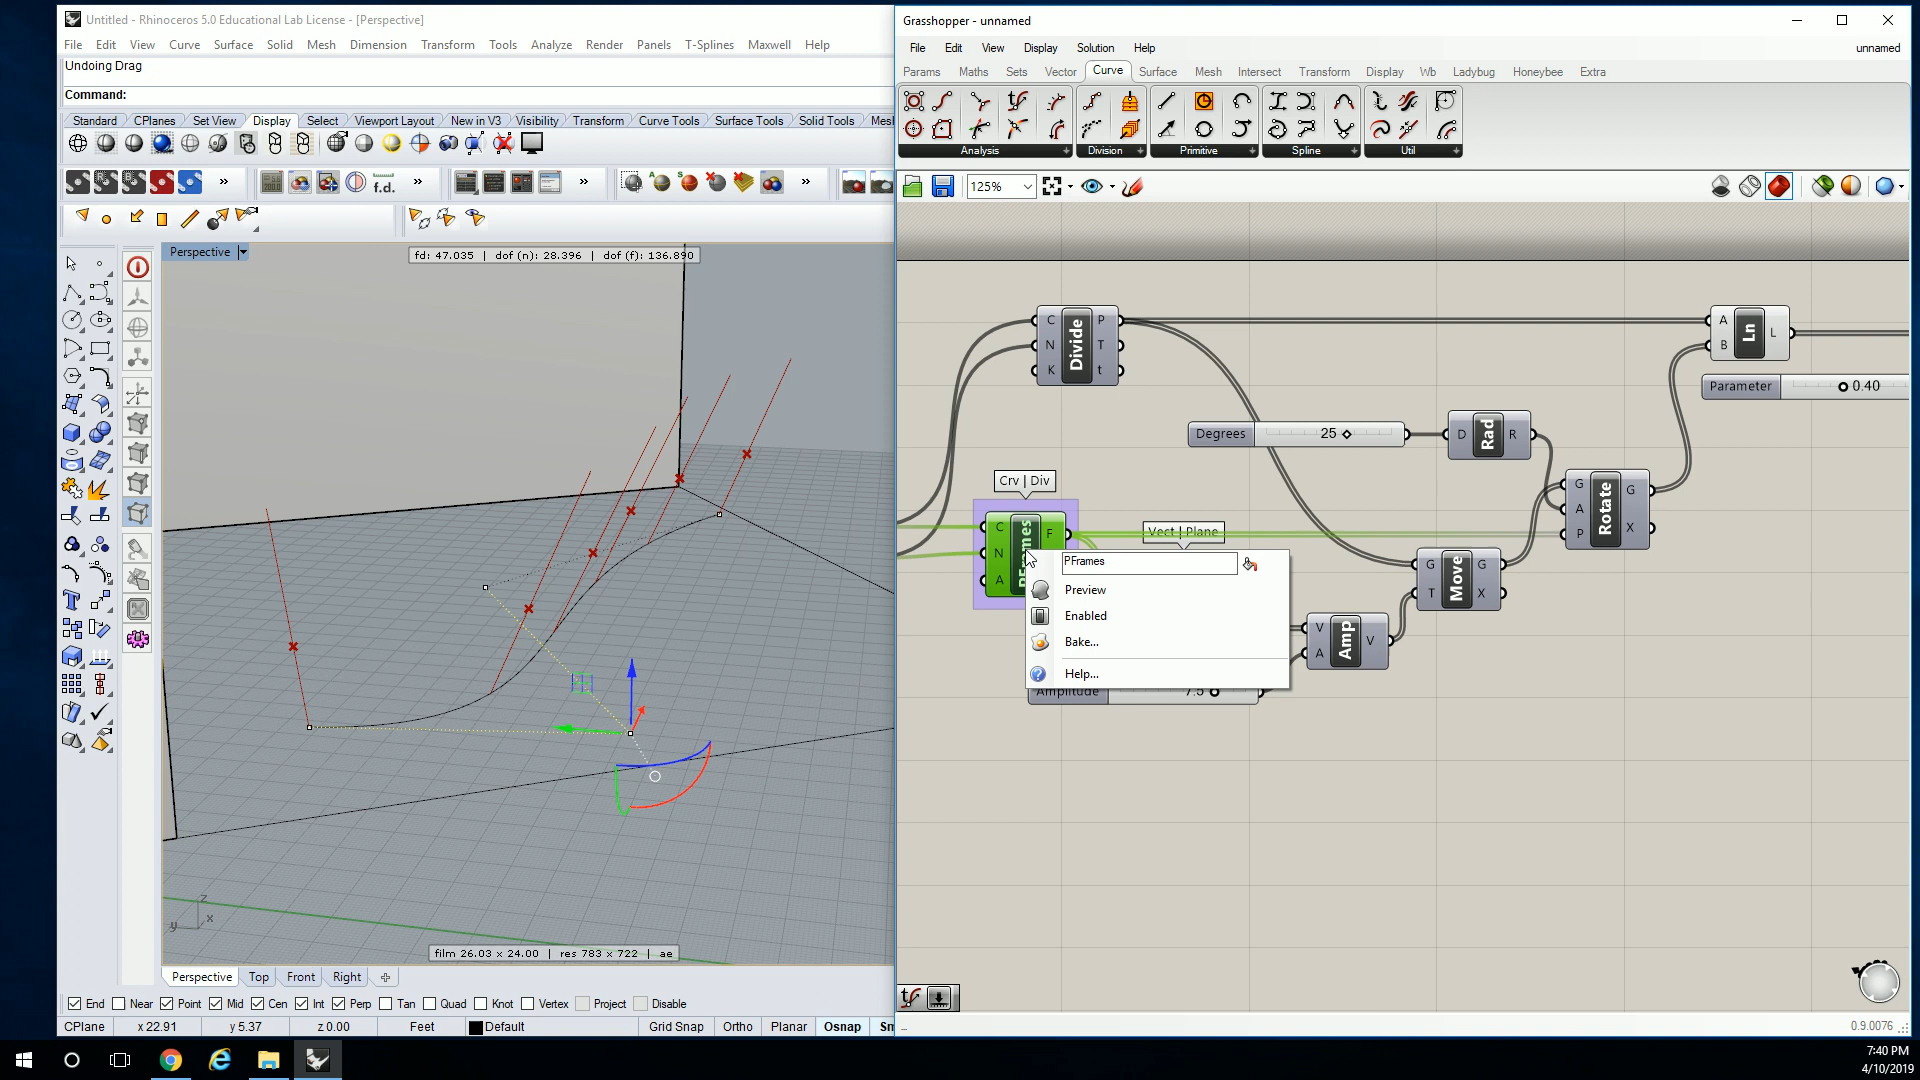 Untitled - Rhinoceros 5.0 Educational Lab License - [Perspective]
File Edit View Curve Surface Solid Mesh Dimension Transform Tools Analyze Render Panels T-Splines Maxwell Help
Undoing Drag
Command:
Standard CPlanes Set View Display Select Viewport Layout New in V3 Visibility Transform Curve Tools Surface Tools Solid Tools Mesh
f.d.
Perspective
fd: 47.035 | dof (n): 28.396 | dof (f): 136.890
z
y x
film 26.03 x 24.00 | res 783 x 722 | ae
Perspective Top Front Right
End Near Point Mid Cen Int Perp Tan Quad Knot Vertex Project Disable
CPlane x 22.91 y 5.37 z 0.00 Feet Default Grid Snap Ortho Planar Osnap Sm
Grasshopper - unnamed
File Edit View Display Solution Help
unnamed
Params Maths Sets Vector Curve Surface Mesh Intersect Transform Display Wb Ladybug Honeybee Extra
Analysis Division Primitive Spline Util
125%
C N K Divide P T t
A B Ln L
Parameter 0.40
Degrees 25
D Rad R
Crv | Div
C N A PFrames F
Vect | Plane
G A P Rotate G X
G T Move G X
V A Amp V
PFrames
Preview
Enabled
Bake...
Help...
Amplitude 7.5
0.9.0076
7:40 PM
4/10/2019